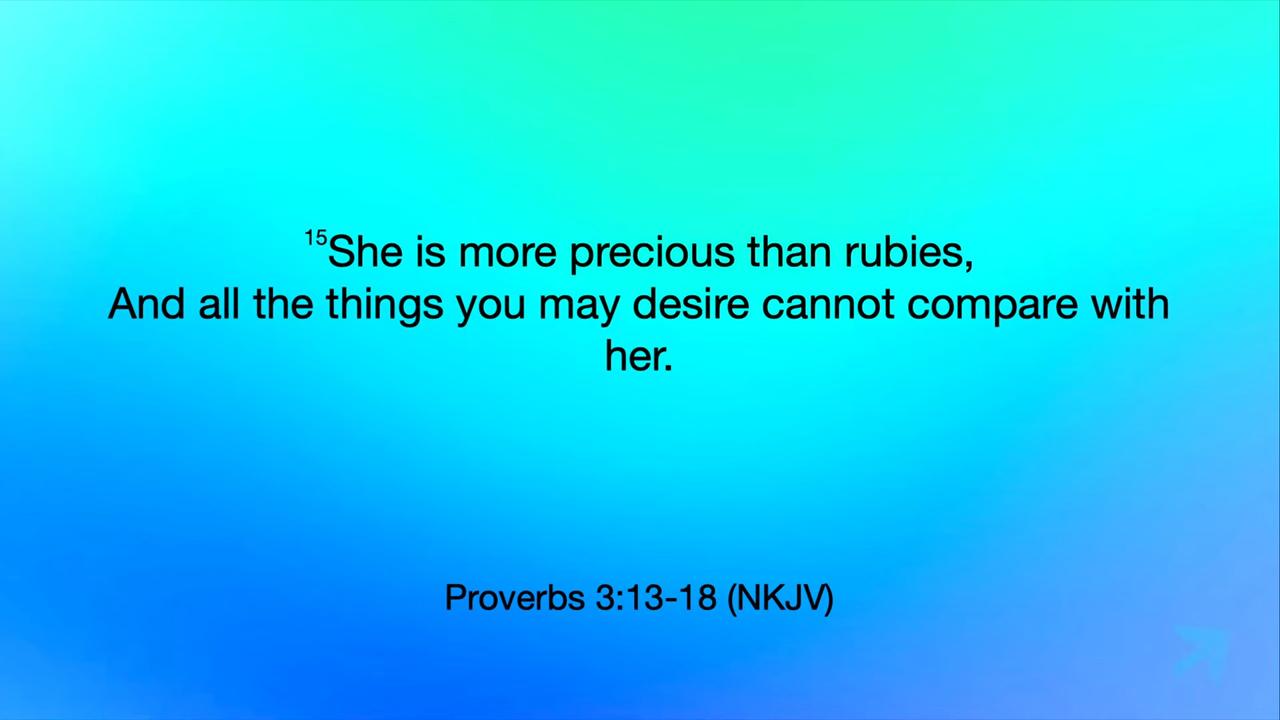 15She is more precious than rubies,
And all the things you may desire cannot compare with
her.
Proverbs 3:13-18 (NKJV)